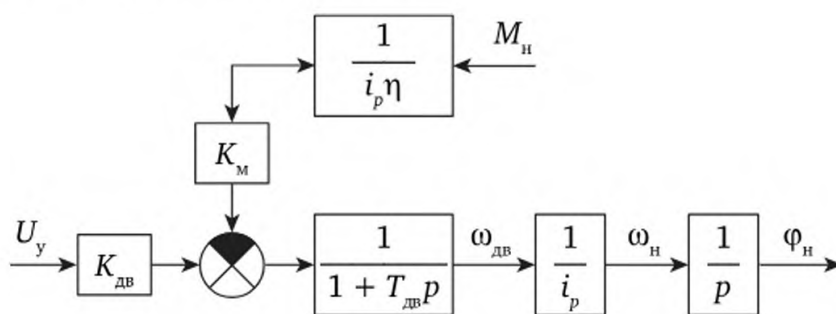 1
i_p η
M_н
K_м
U_у
K_дв
1
1 + T_дв p
ω_дв
1
i_p
ω_н
1
p
φ_н